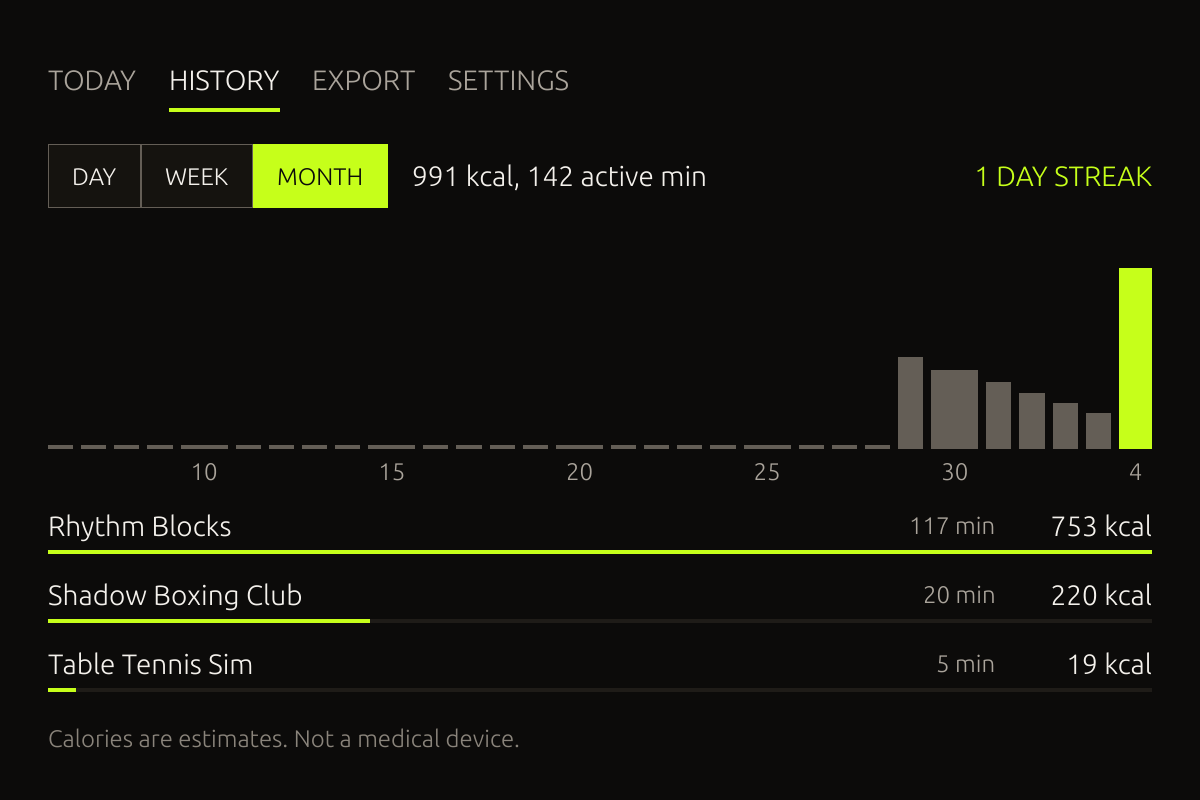 TODAY HISTORY EXPORT SETTINGS
DAY WEEK MONTH 991 kcal, 142 active min 1 DAY STREAK
10 15 20 25 30 4
Rhythm Blocks 117 min 753 kcal
Shadow Boxing Club 20 min 220 kcal
Table Tennis Sim 5 min 19 kcal
Calories are estimates. Not a medical device.